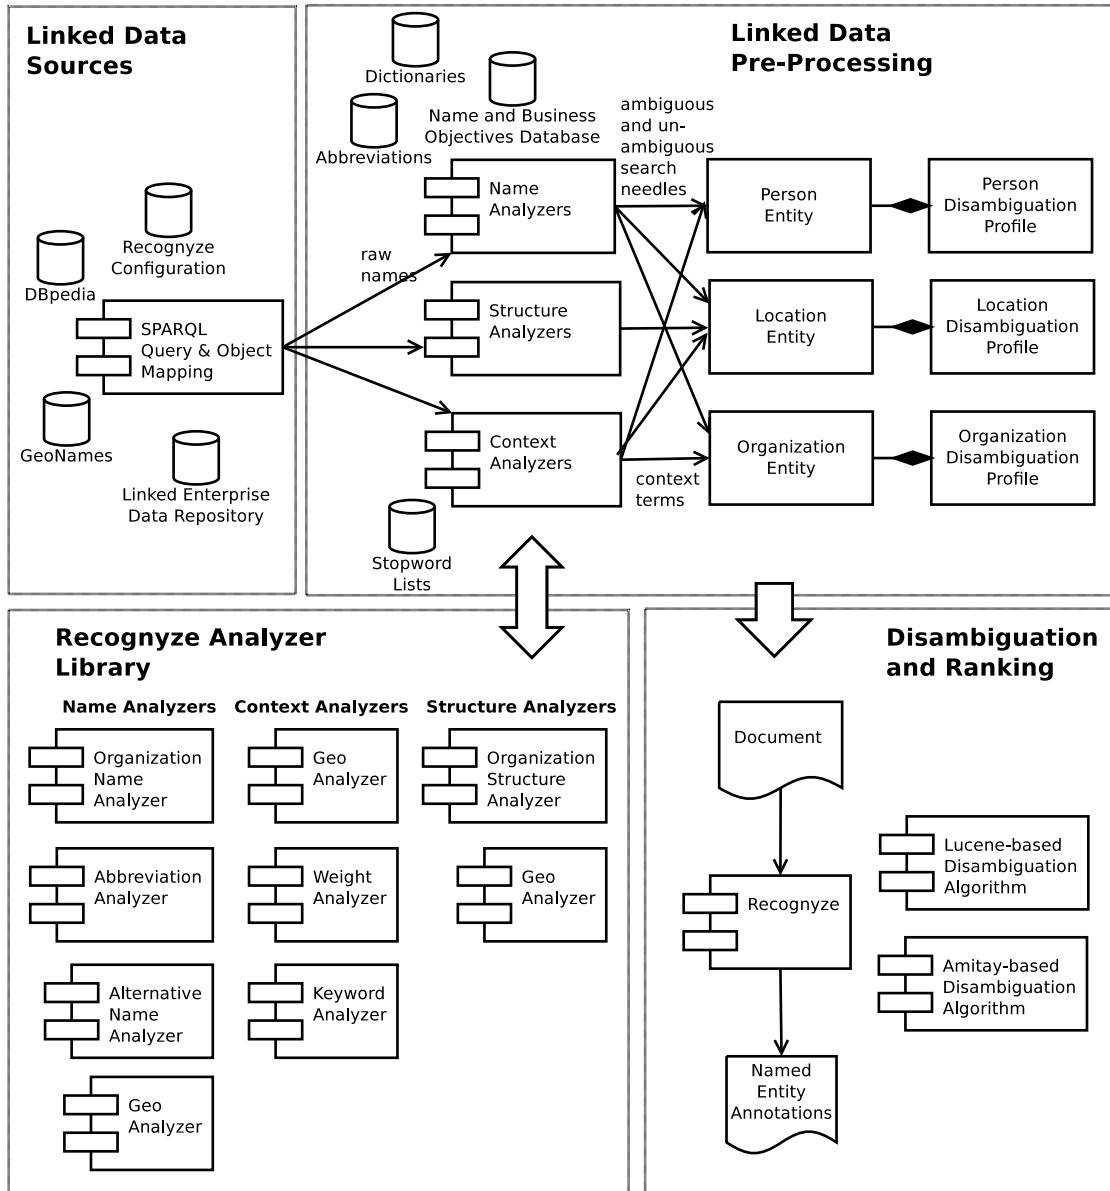 Linked Data
Sources
Recognyze
Configuration
DBpedia
SPARQL
Query & Object
Mapping
GeoNames
Linked Enterprise
Data Repository
Linked Data
Pre-Processing
Dictionaries
Name and Business
Objectives Database
Abbreviations
ambiguous
and un-
ambiguous
search
needles
raw
names
Name
Analyzers
Structure
Analyzers
Context
Analyzers
context
terms
Stopword
Lists
Person
Entity
Person
Disambiguation
Profile
Location
Entity
Location
Disambiguation
Profile
Organization
Entity
Organization
Disambiguation
Profile
Recognyze Analyzer
Library
Name Analyzers
Organization
Name
Analyzer
Abbreviation
Analyzer
Alternative
Name
Analyzer
Geo
Analyzer
Context Analyzers
Geo
Analyzer
Weight
Analyzer
Keyword
Analyzer
Structure Analyzers
Organization
Structure
Analyzer
Geo
Analyzer
Disambiguation
and Ranking
Document
Recognyze
Named
Entity
Annotations
Lucene-based
Disambiguation
Algorithm
Amitay-based
Disambiguation
Algorithm